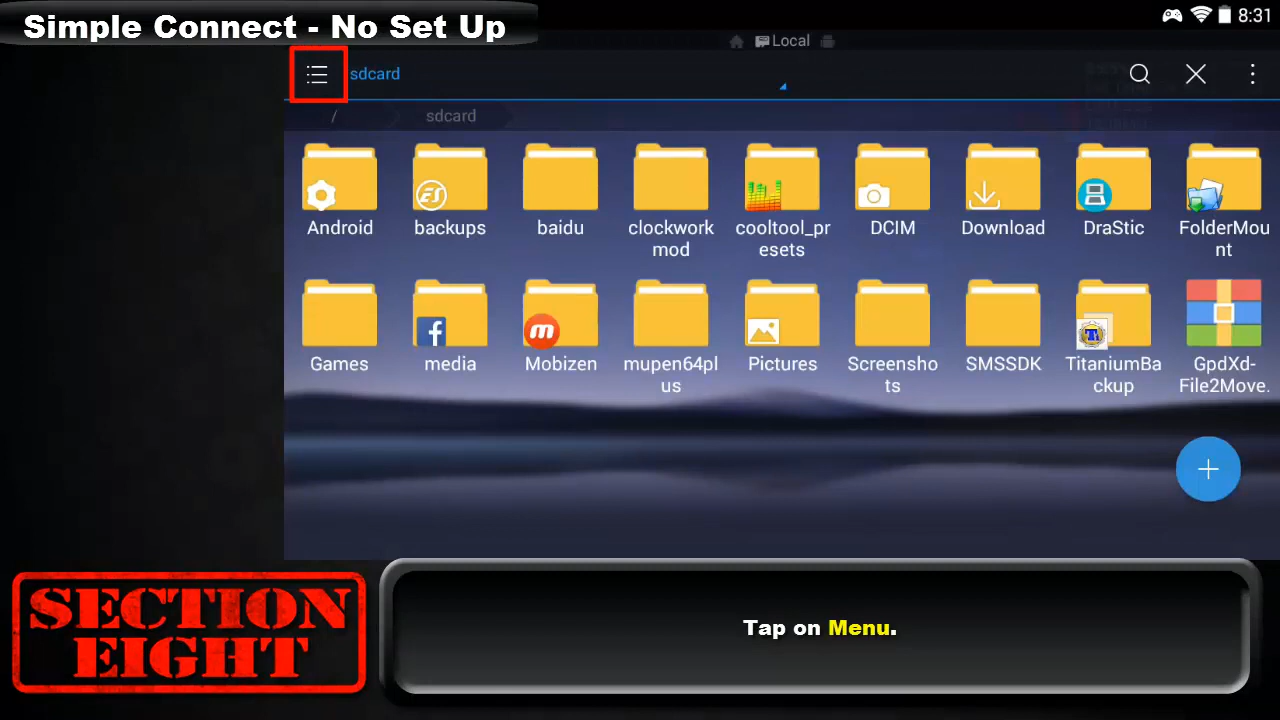 Simple Connect - No Set Up
8:31
Local
sdcard
/ sdcard
Android
backups
baidu
clockwork
mod
cooltool_pr
esets
DCIM
Download
DraStic
FolderMou
nt
Games
media
Mobizen
mupen64pl
us
Pictures
Screensho
ts
SMSSDK
TitaniumBa
ckup
GpdXd-
File2Move.
SECTION
EIGHT
Tap on Menu.